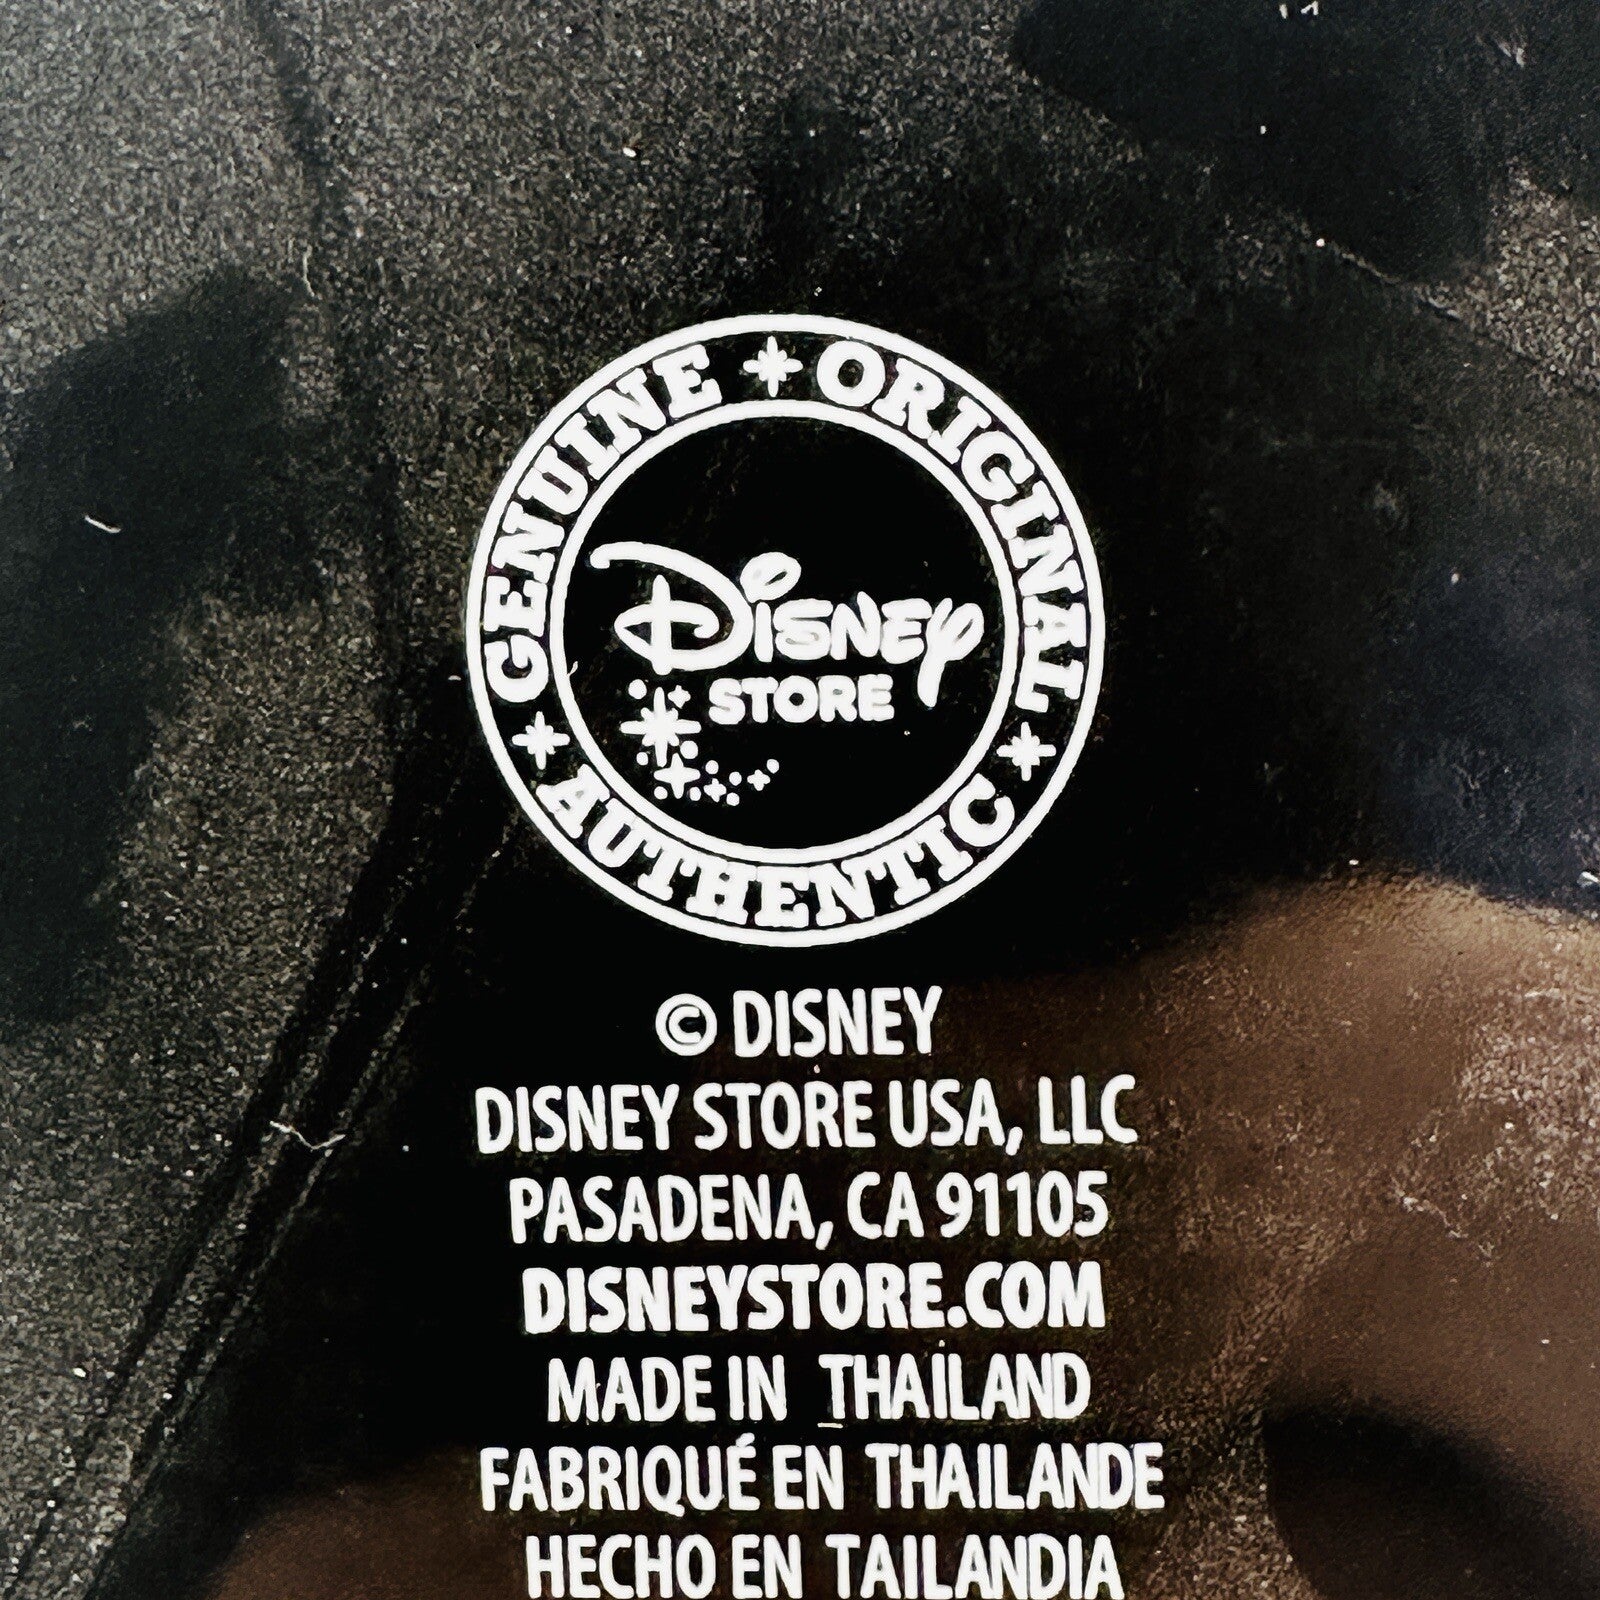 GENUINE ORIGINAL AUTHENTIC
DISNEY
STORE
© DISNEY
DISNEY STORE USA, LLC
PASADENA, CA 91105
DISNEYSTORE.COM
MADE IN THAILAND
FABRIQUÉ EN THAILANDE
HECHO EN TAILANDIA